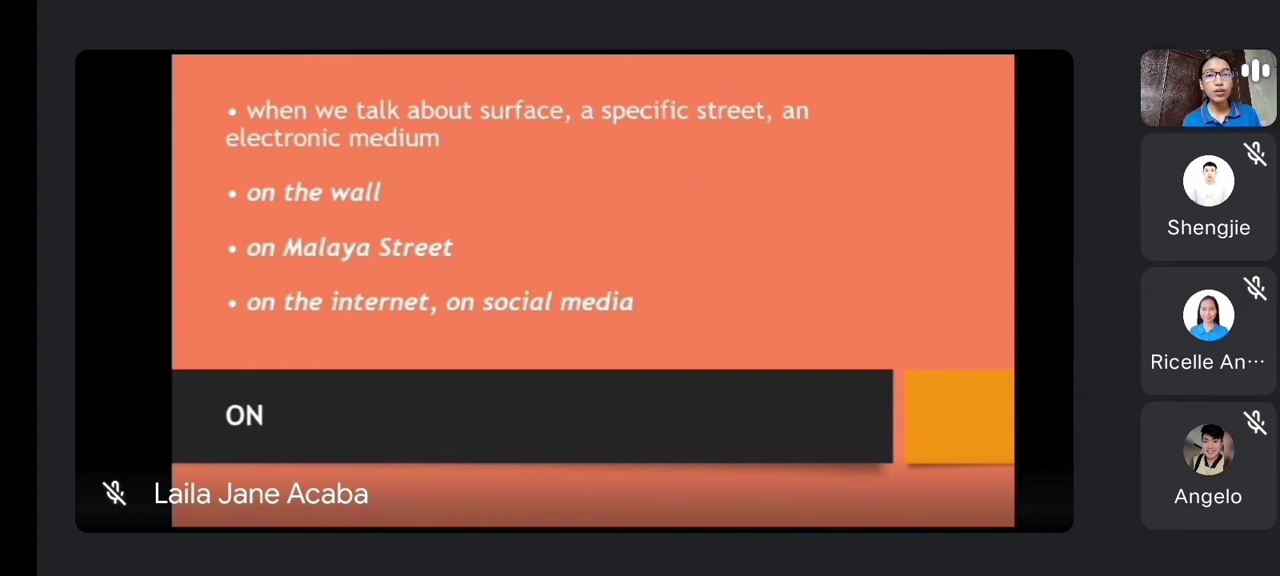 • when we talk about surface, a specific street, an
electronic medium
• on the wall
• on Malaya Street
• on the internet, on social media
ON
Laila Jane Acaba
Shengjie
Ricelle An...
Angelo